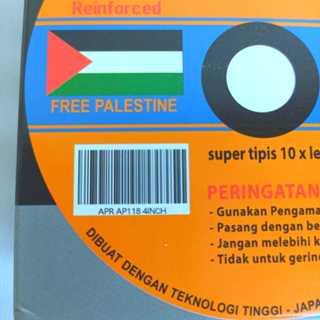 Reinforced
FREE PALESTINE
super tipis 10 x
PERINGATAN
- Gunakan Pengama
- Pasang dengan be
- Jangan melebihi k
- Tidak untuk gerin
APR AP118 4INCH
DIBUAT DENGAN TEKNOLOGI TINGGI - JAPA